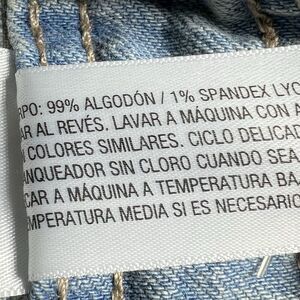 RPO: 99% ALGODÓN / 1% SPANDEX LYC
AR AL REVÉS. LAVAR A MÁQUINA CON A
N COLORES SIMILARES. CICLO DELICAD
ANQUEADOR SIN CLORO CUANDO SEA
CAR A MÁQUINA A TEMPERATURA BA
MPERATURA MEDIA SI ES NECESARIO